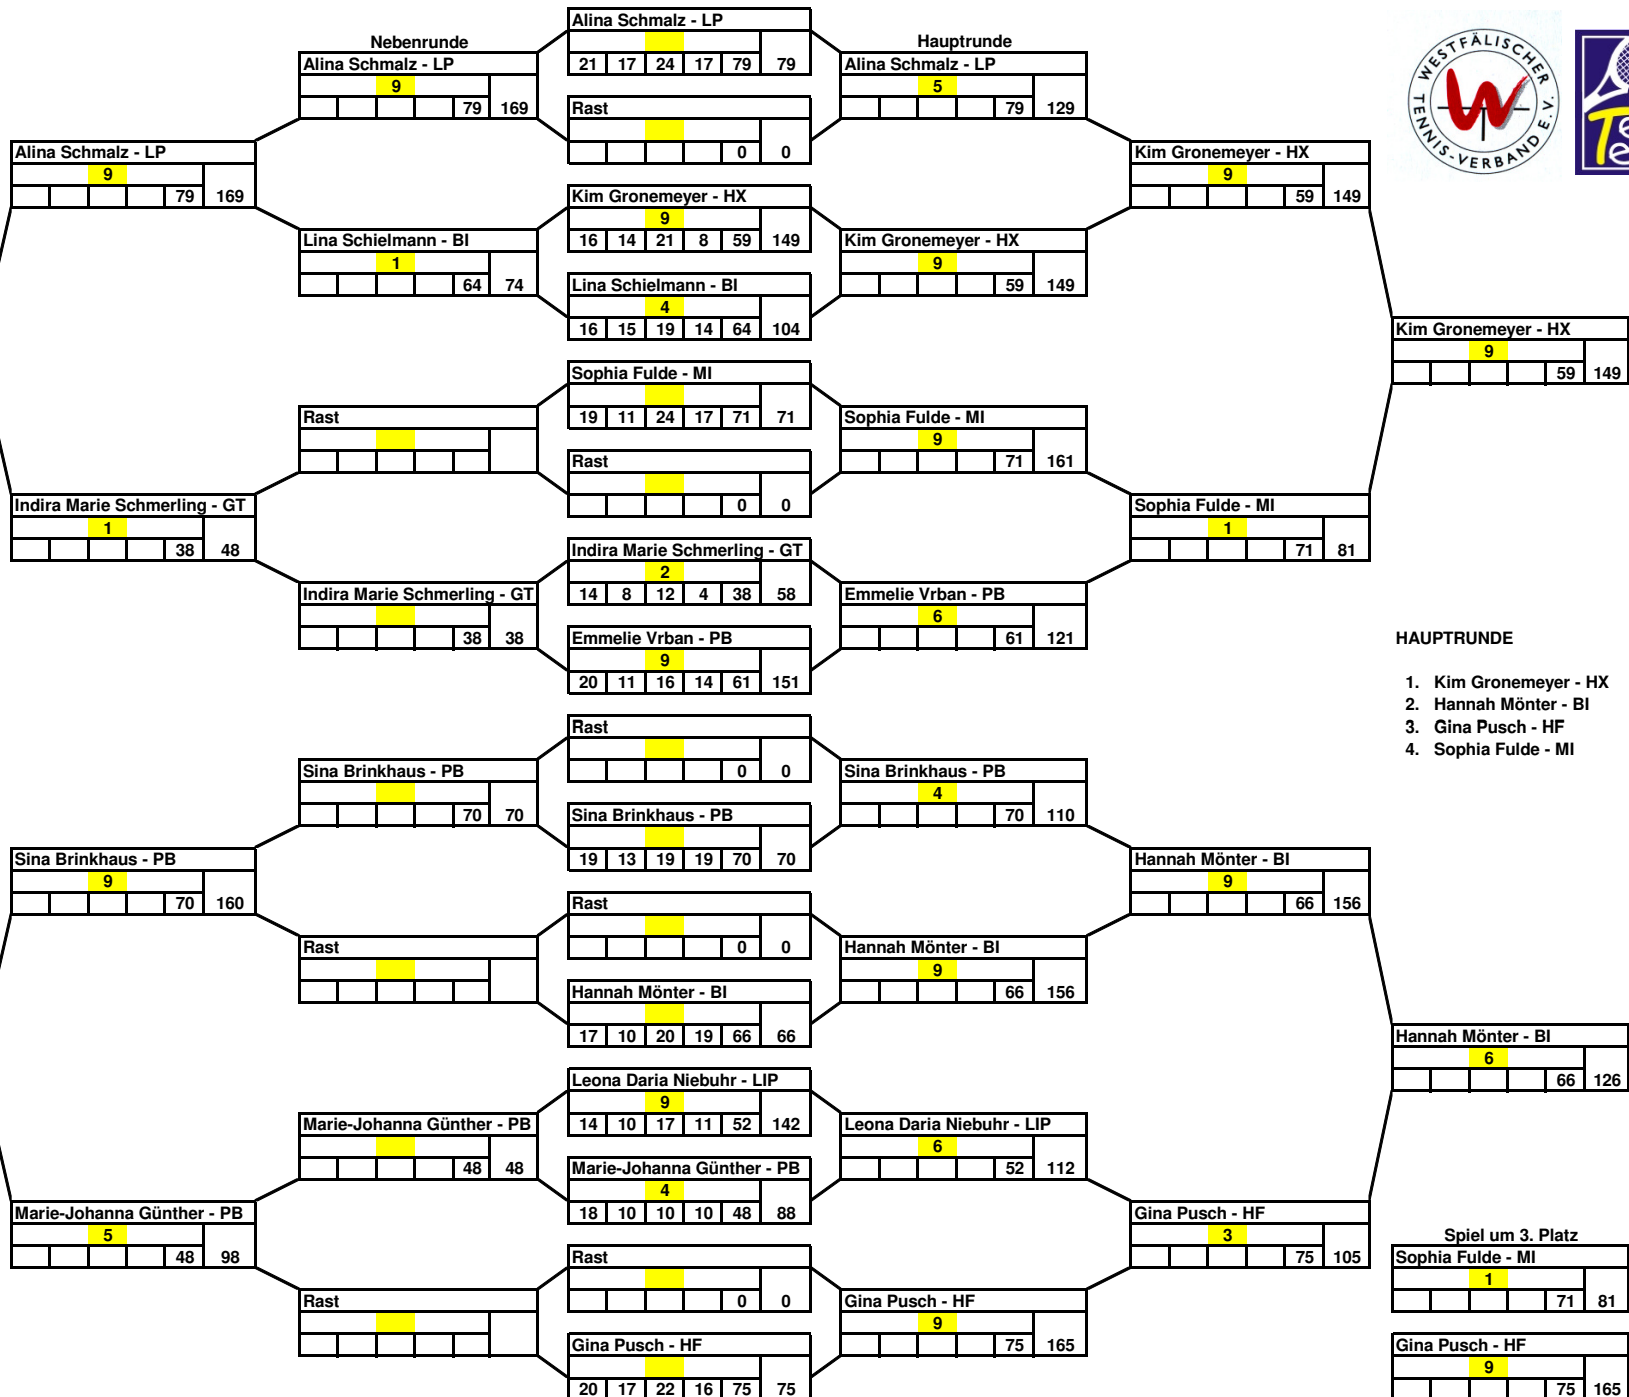 Nebenrunde
Hauptrunde
Alina Schmalz - LP
9
79 169
Lina Schielmann - BI
1
64 74
Rast
Indira Marie Schmerling - GT
38 38
Sina Brinkhaus - PB
70 70
Rast
Marie-Johanna Günther - PB
48 48
Rast
Alina Schmalz - LP
9
79 169
Indira Marie Schmerling - GT
1
38 48
Sina Brinkhaus - PB
9
70 160
Marie-Johanna Günther - PB
5
48 98
Alina Schmalz - LP
21 17 24 17 79 79
Rast
0 0
Kim Gronemeyer - HX
9
16 14 21 8 59 149
Lina Schielmann - BI
4
16 15 19 14 64 104
Sophia Fulde - MI
19 11 24 17 71 71
Rast
0 0
Indira Marie Schmerling - GT
2
14 8 12 4 38 58
Emmelie Vrban - PB
9
20 11 16 14 61 151
Rast
0 0
Sina Brinkhaus - PB
19 13 19 19 70 70
Rast
0 0
Hannah Mönter - BI
17 10 20 19 66 66
Leona Daria Niebuhr - LIP
9
14 10 17 11 52 142
Marie-Johanna Günther - PB
4
18 10 10 10 48 88
Rast
0 0
Gina Pusch - HF
20 17 22 16 75 75
Alina Schmalz - LP
5
79 129
Kim Gronemeyer - HX
9
59 149
Sophia Fulde - MI
9
71 161
Emmelie Vrban - PB
6
61 121
Sina Brinkhaus - PB
4
70 110
Hannah Mönter - BI
9
66 156
Leona Daria Niebuhr - LIP
6
52 112
Gina Pusch - HF
9
75 165
Kim Gronemeyer - HX
9
59 149
Sophia Fulde - MI
1
71 81
Hannah Mönter - BI
9
66 156
Gina Pusch - HF
3
75 105
WESTFÄLISCHER
TENNIS-VERBAND E.V.
Kim Gronemeyer - HX
9
59 149
HAUPTRUNDE
1. Kim Gronemeyer - HX
2. Hannah Mönter - BI
3. Gina Pusch - HF
4. Sophia Fulde - MI
Hannah Mönter - BI
6
66 126
Spiel um 3. Platz
Sophia Fulde - MI
1
71 81
Gina Pusch - HF
9
75 165